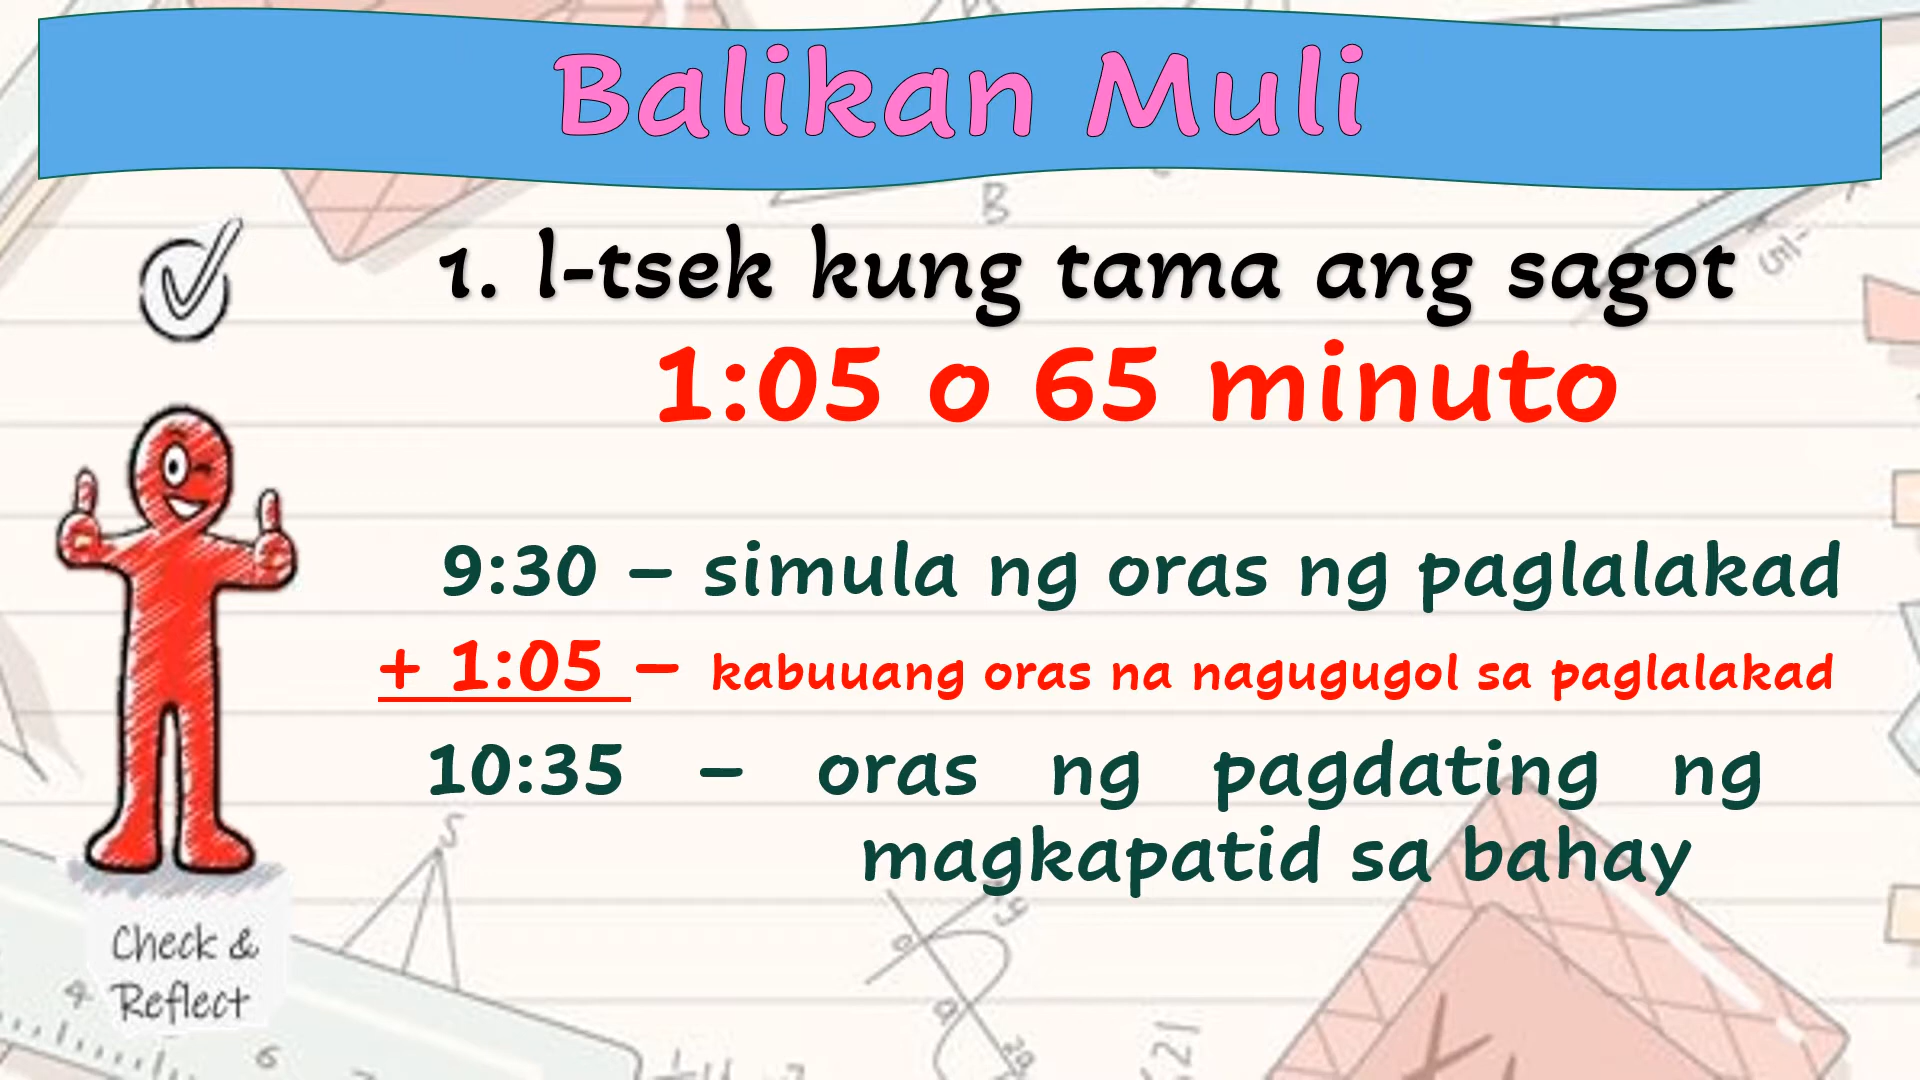 Balikan Muli
1. l-tsek kung tama ang sagot
1:05 o 65 minuto
9:30 – simula ng oras ng paglalakad
+ 1:05 – kabuuang oras na nagugugol sa paglalakad
10:35 – oras ng pagdating ng
magkapatid sa bahay
Check &
Reflect
B
S
4
6